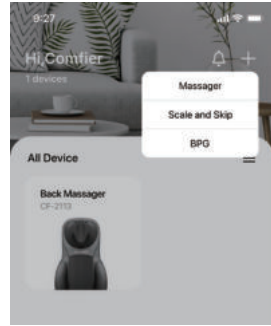 9:27
Hi,Comfier
1 devices
Massager
Scale and Skip
BPG
All Device
Back Massager
CF-2113